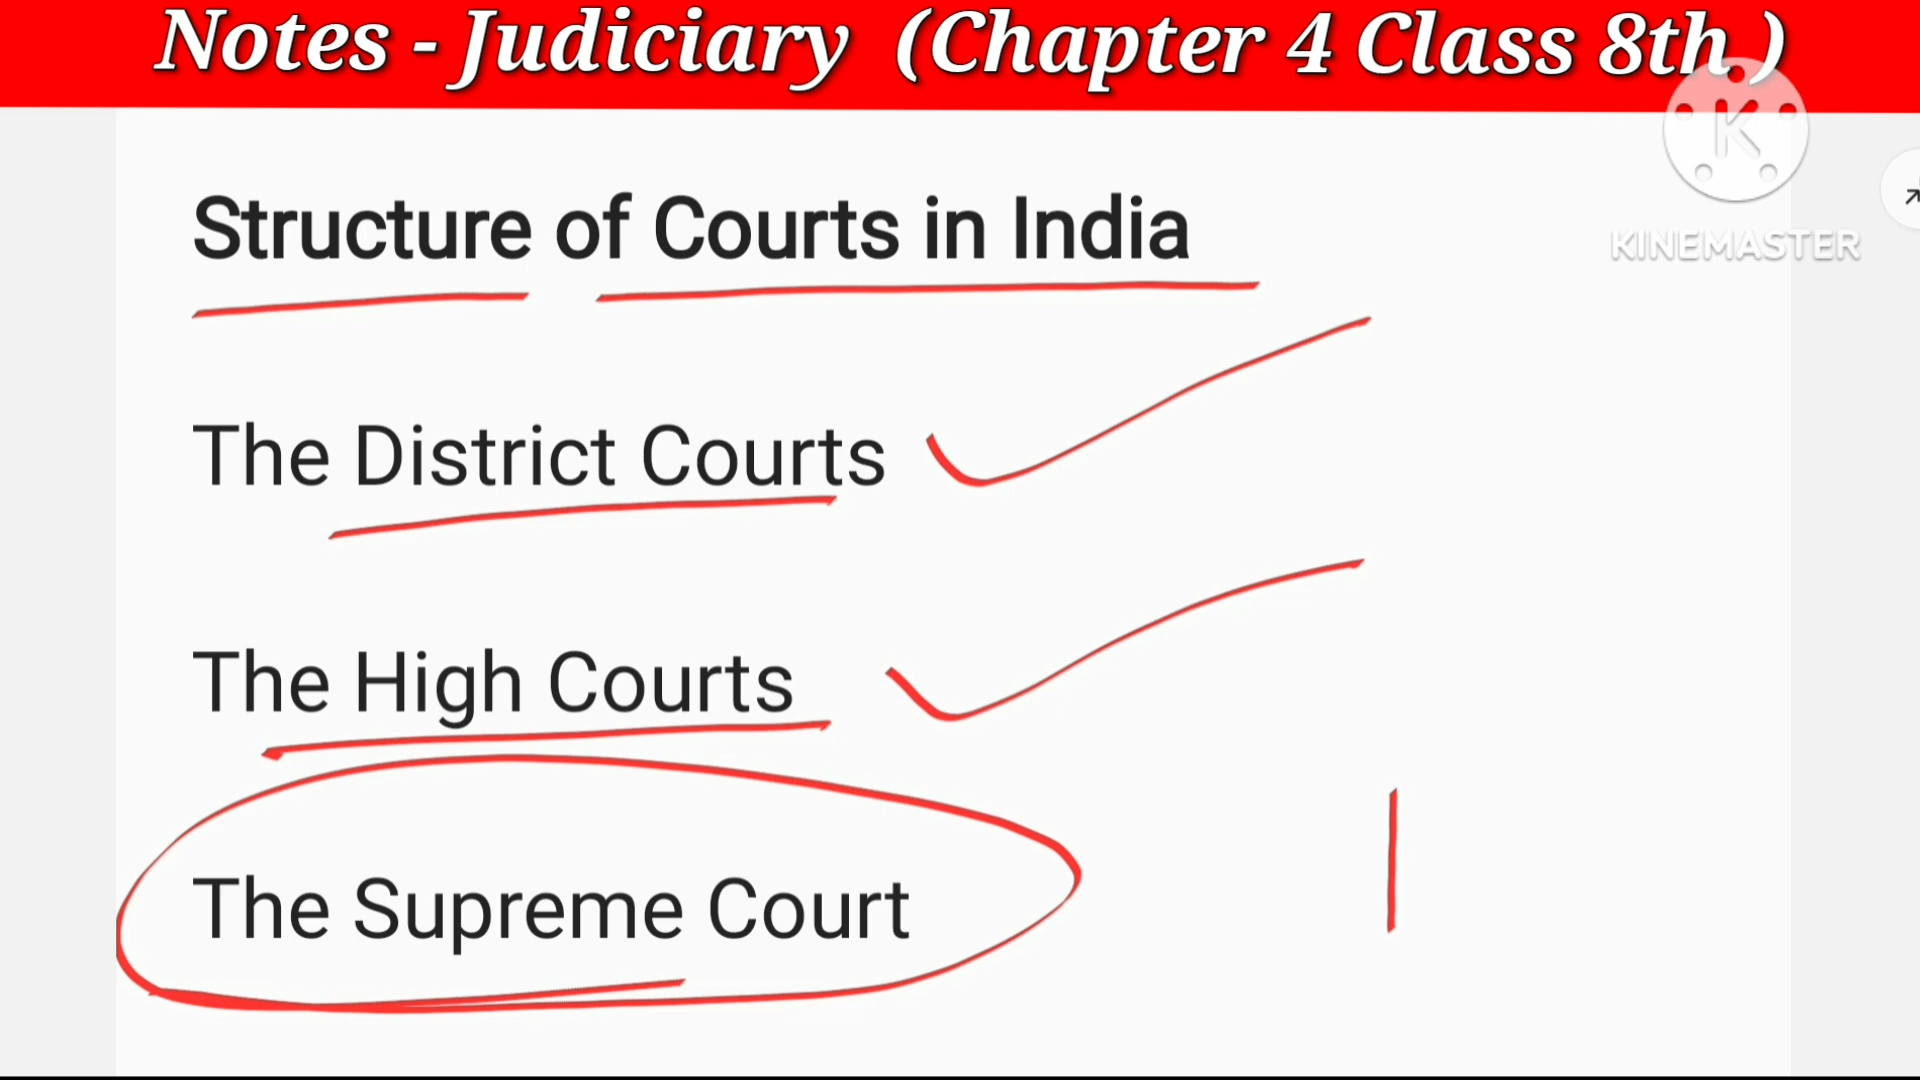 Notes - Judiciary (Chapter 4 Class 8th )
K
KINEMASTER
Structure of Courts in India
The District Courts
The High Courts
The Supreme Court